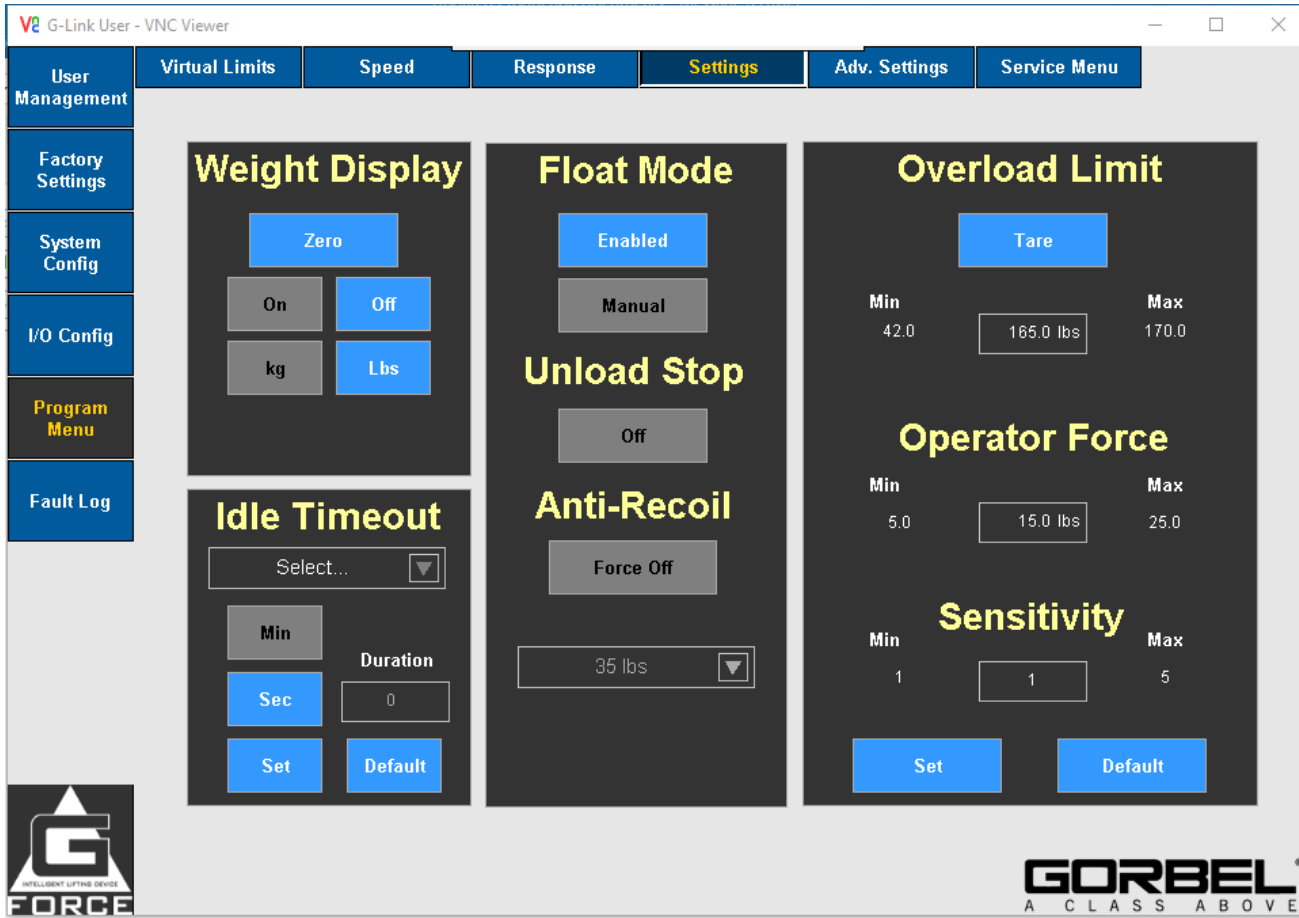 V2 G-Link User - VNC Viewer
Virtual Limits
Speed
Response
Settings
Adv. Settings
Service Menu
User
Management
Factory
Settings
System
Config
I/O Config
Program
Menu
Fault Log
Weight Display
Zero
On
Off
kg
Lbs
Idle Timeout
Select...
Min
Duration
Sec
0
Set
Default
Float Mode
Enabled
Manual
Unload Stop
Off
Anti-Recoil
Force Off
35 lbs
Overload Limit
Tare
Min
Max
42.0
165.0 lbs
170.0
Operator Force
Min
Max
5.0
15.0 lbs
25.0
Sensitivity
Min
Max
1
1
5
Set
Default
G
INTELLIGENT LIFTING DEVICE
FORCE
GORBEL
A CLASS ABOVE